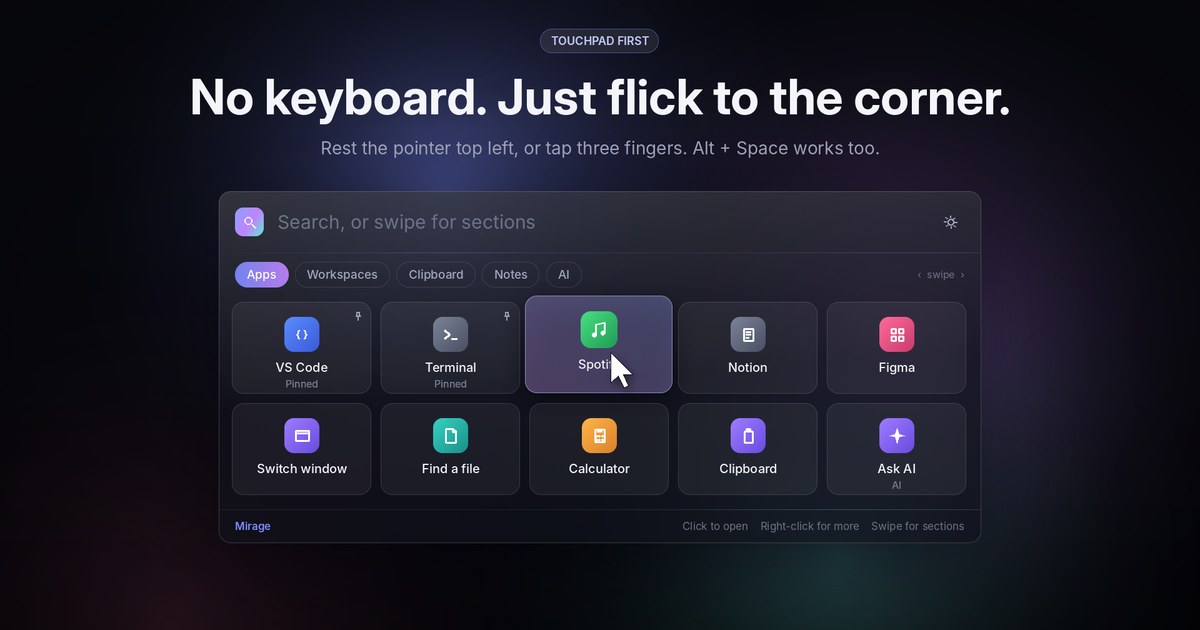 TOUCHPAD FIRST
No keyboard. Just flick to the corner.
Rest the pointer top left, or tap three fingers. Alt + Space works too.
Search, or swipe for sections
Apps Workspaces Clipboard Notes AI ‹ swipe ›
VS Code Terminal Spoti Notion Figma
Pinned Pinned
Switch window Find a file Calculator Clipboard Ask AI
AI
Mirage Click to open Right-click for more Swipe for sections